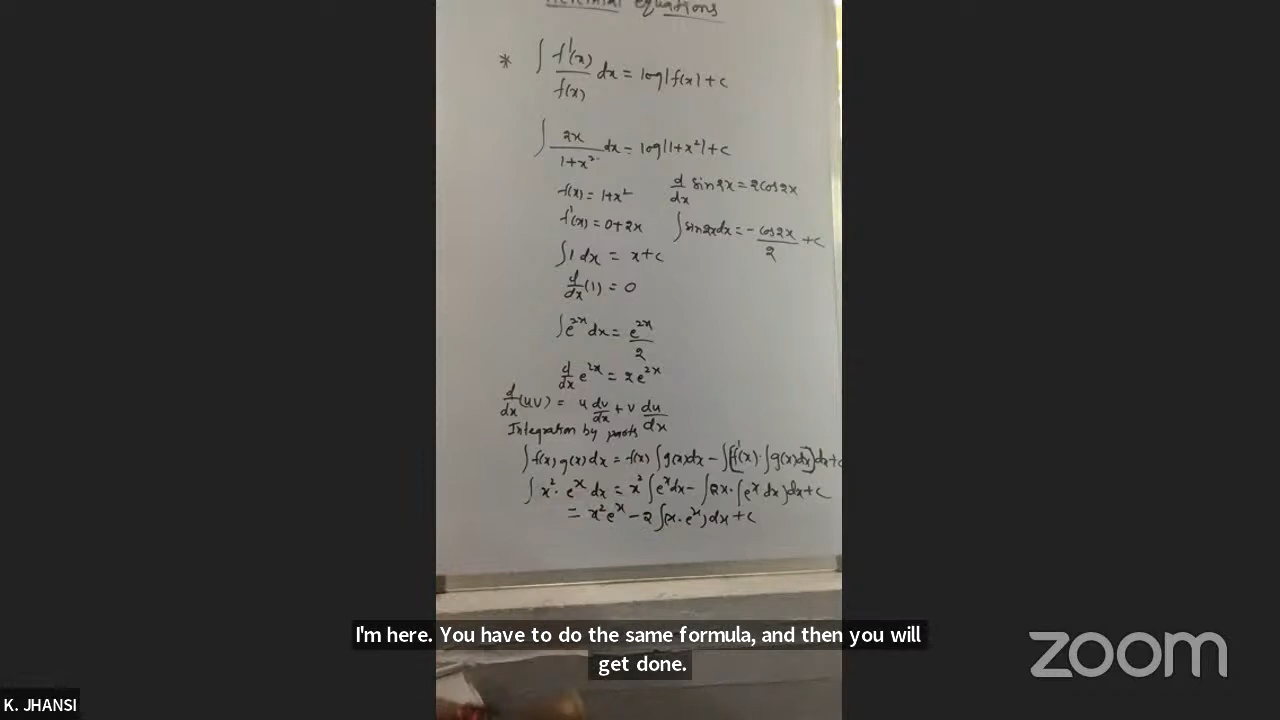 equations
* ∫ f'(x)/f(x) dx = log|f(x)|+c
∫ 2x/1+x² dx = log|1+x²|+c
f(x) = 1+x²
d/dx sin2x = 2cos2x
f'(x) = 0+2x
∫sin2xdx = -cos2x/2 +c
∫1 dx = x+c
d/dx (1) = 0
∫e^2x dx = e^2x/2
d/dx e^2x = 2e^2x
d/dx (uv) = u dv/dx + v du/dx
Integration by parts
∫f(x) g(x) dx = f(x) ∫g(x)dx - ∫[f'(x)·∫g(x)dx]dx+c
∫x²·e^x dx = x² ∫e^x dx - ∫2x·(∫e^x dx)dx+c
= x²e^x - 2∫(x·e^x)dx+c
I'm here. You have to do the same formula, and then you will
get done.
zoom
K. JHANSI